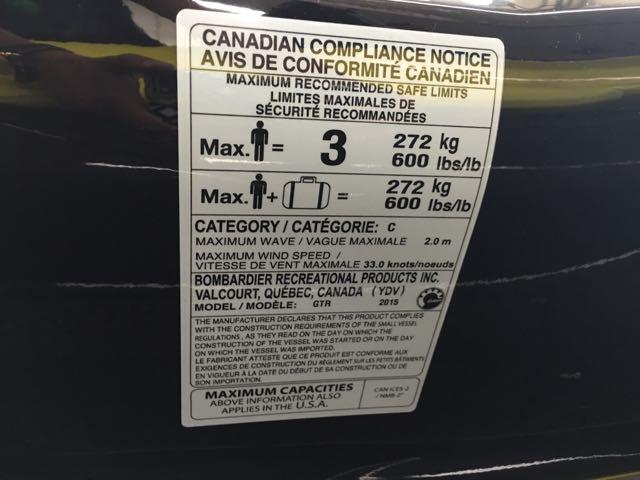 CANADIAN COMPLIANCE NOTICE
AVIS DE CONFORMITÉ CANADIEN
MAXIMUM RECOMMENDED SAFE LIMITS
LIMITES MAXIMALES DE
SÉCURITÉ RECOMMANDÉES
Max. = 3 272 kg
600 lbs/lb
Max. + = 272 kg
600 lbs/lb
CATEGORY / CATÉGORIE: C
MAXIMUM WAVE / VAGUE MAXIMALE 2.0 m
MAXIMUM WIND SPEED /
VITESSE DE VENT MAXIMALE 33.0 knots/noeuds
BOMBARDIER RECREATIONAL PRODUCTS INC.
VALCOURT, QUÉBEC, CANADA (YDV)
MODEL / MODÈLE: GTR 2015
THE MANUFACTURER DECLARES THAT THIS PRODUCT COMPLIES
WITH THE CONSTRUCTION REQUIREMENTS OF THE SMALL VESSEL
REGULATIONS, AS THEY READ ON THE DAY ON WHICH THE
CONSTRUCTION OF THE VESSEL WAS STARTED OR ON THE DAY
ON WHICH THE VESSEL WAS IMPORTED.
LE FABRICANT ATTESTE QUE CE PRODUIT EST CONFORME AUX
EXIGENCES DE CONSTRUCTION DU RÈGLEMENT SUR LES PETITS BÂTIMENTS
EN VIGUEUR À LA DATE DU DÉBUT DE SA CONSTRUCTION OU DE
SON IMPORTATION.
MAXIMUM CAPACITIES
ABOVE INFORMATION ALSO
APPLIES IN THE U.S.A.
CAN ICES-2
/ NMB-2"